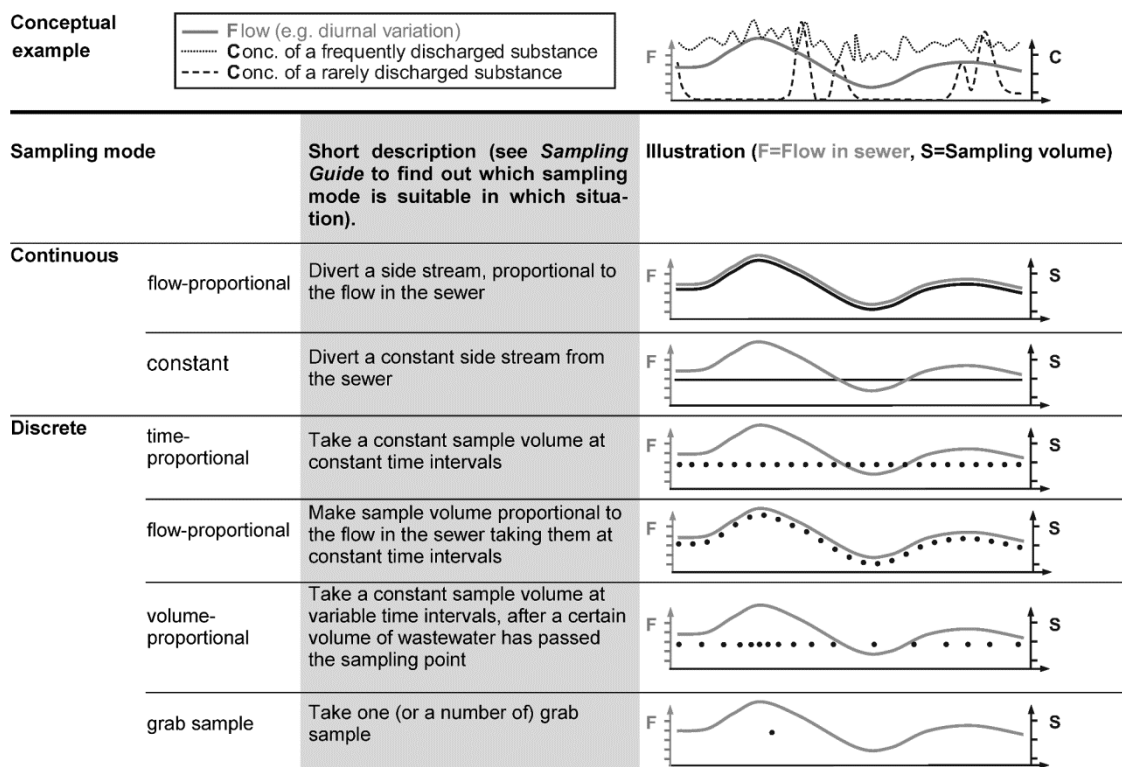 Conceptual
example
Flow (e.g. diurnal variation)
Conc. of a frequently discharged substance
Conc. of a rarely discharged substance
F
C
Sampling mode
Short description (see Sampling
Guide to find out which sampling
mode is suitable in which situa-
tion).
Illustration (F=Flow in sewer, S=Sampling volume)
Continuous
flow-proportional
Divert a side stream, proportional to
the flow in the sewer
F
S
constant
Divert a constant side stream from
the sewer
F
S
Discrete
time-
proportional
Take a constant sample volume at
constant time intervals
F
S
flow-proportional
Make sample volume proportional to
the flow in the sewer taking them at
constant time intervals
F
S
volume-
proportional
Take a constant sample volume at
variable time intervals, after a certain
volume of wastewater has passed
the sampling point
F
S
grab sample
Take one (or a number of) grab
sample
F
S